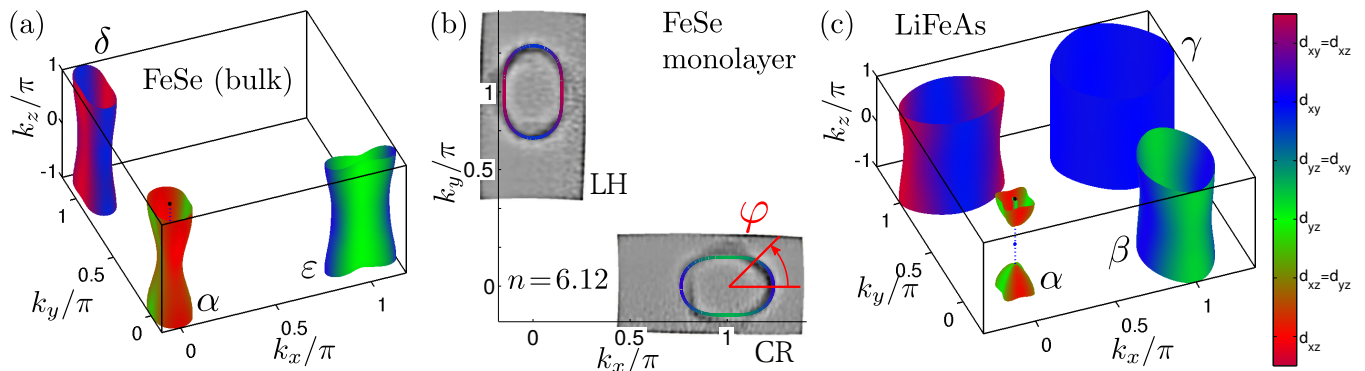 (a)
δ
FeSe (bulk)
1
0
-1
k_z/π
1
0.5
0
k_y/π
0
0.5
1
k_x/π
α
ε
(b)
FeSe
monolayer
1
0.5
0
k_y/π
LH
φ
n=6.12
0
0.5
1
k_x/π
CR
(c)
LiFeAs
γ
1
0
-1
k_z/π
1
0.5
0
k_y/π
0
0.5
1
k_x/π
α
β
d_xy=d_xz
d_xy
d_yz=d_xy
d_yz
d_xz=d_yz
d_xz